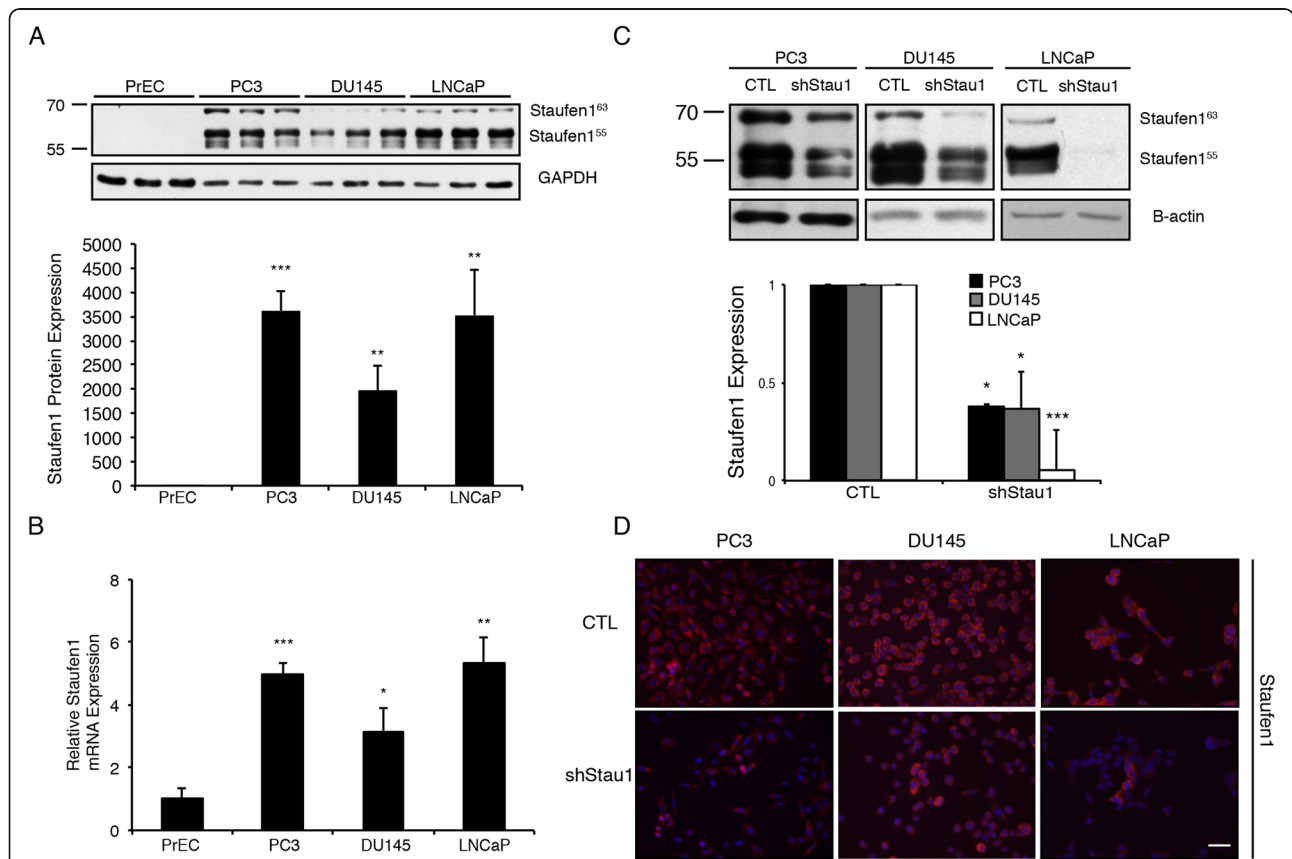 A
PrEC PC3 DU145 LNCaP
70
55
Staufen1⁶³
Staufen1⁵⁵
GAPDH
Staufen1 Protein Expression
5000
4500
4000
3500
3000
2500
2000
1500
1000
500
0
***
**
**
PrEC PC3 DU145 LNCaP
B
Relative Staufen1
mRNA Expression
8
6
4
2
0
***
*
**
PrEC PC3 DU145 LNCaP
C
PC3 DU145 LNCaP
CTL shStau1 CTL shStau1 CTL shStau1
70
55
Staufen1⁶³
Staufen1⁵⁵
B-actin
Staufen1 Expression
1
0.5
0
PC3
DU145
LNCaP
*
*
***
CTL shStau1
D
PC3 DU145 LNCaP
CTL
shStau1
Staufen1